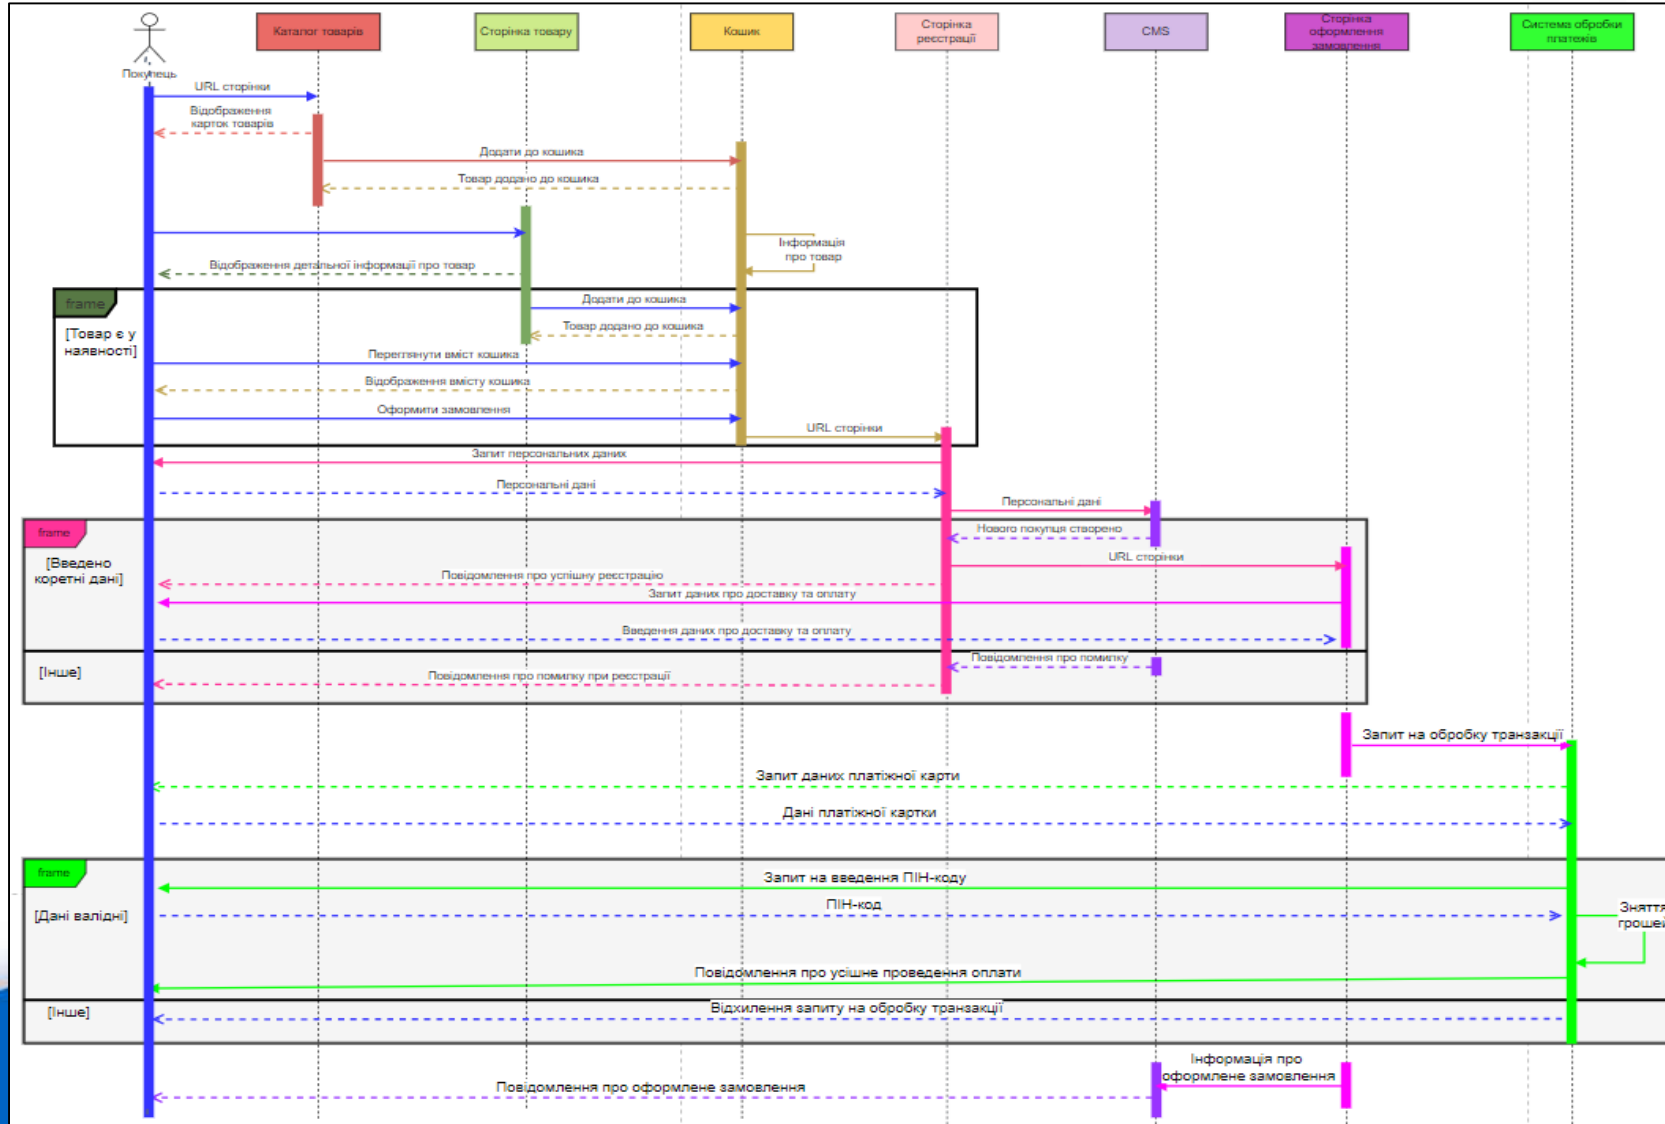 Покупець
Каталог товарів
Сторінка товару
Кошик
Сторінка
реєстрації
CMS
Сторінка
оформлення
замовлення
Система обробки
платежів
URL сторінки
Відображення
карток товарів
Додати до кошика
Товар додано до кошика
Інформація
про товар
Відображення детальної інформації про товар
frame
[Товар є у
наявності]
Додати до кошика
Товар додано до кошика
Переглянути вміст кошика
Відображення вмісту кошика
Оформити замовлення
URL сторінки
Запит персональних даних
Персональні дані
Персональні дані
frame
[Введено
коретні дані]
Нового покупця створено
URL сторінки
Повідомлення про успішну реєстрацію
Запит даних про доставку та оплату
Введення даних про доставку та оплату
[Інше]
Повідомлення про помилку
Повідомлення про помилку при реєстрації
Запит на обробку транзакції
Запит даних платіжної карти
Дані платіжної картки
frame
Запит на введення ПІН-коду
[Дані валідні]
ПІН-код
Зняття
грошей
Повідомлення про усішне проведення оплати
[Інше]
Відхилення запиту на обробку транзакції
Інформація про
оформлене замовлення
Повідомлення про оформлене замовлення